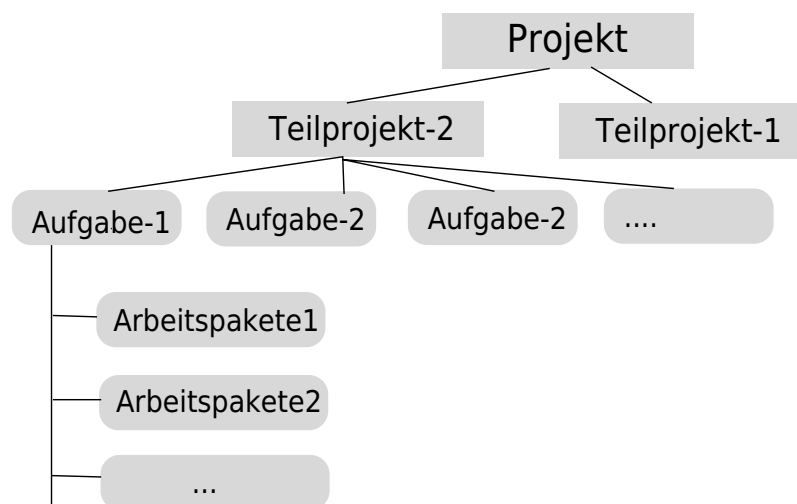 Projekt
Teilprojekt-2
Teilprojekt-1
Aufgabe-1
Aufgabe-2
Aufgabe-2
....
Arbeitspakete1
Arbeitspakete2
...